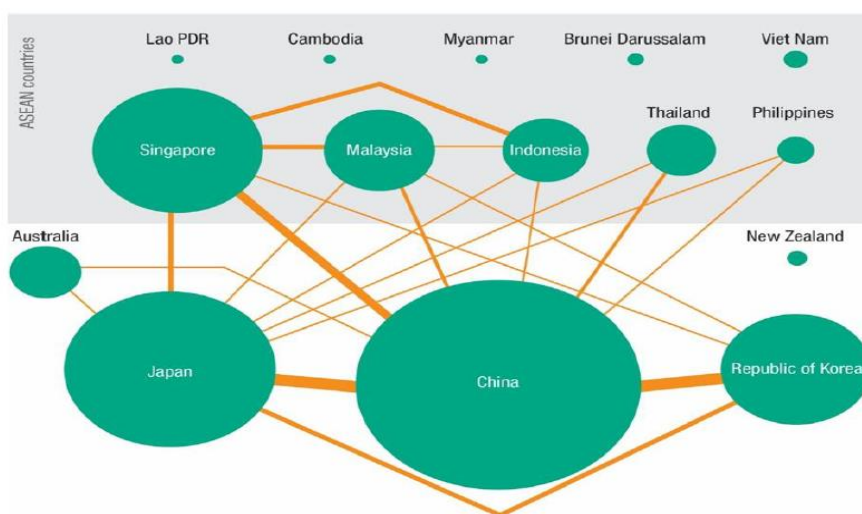 ASEAN countries
Lao PDR
Cambodia
Myanmar
Brunei Darussalam
Viet Nam
Singapore
Malaysia
Indonesia
Thailand
Philippines
Australia
New Zealand
Japan
China
Republic of Korea